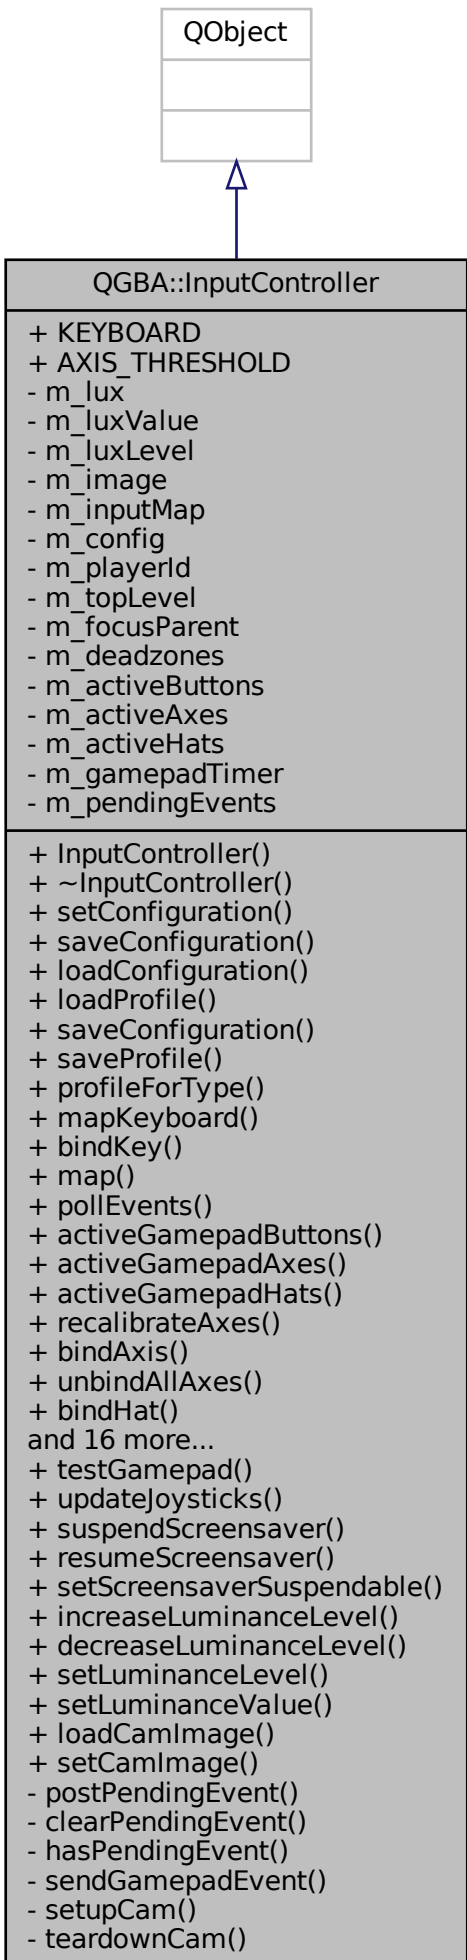 QObject
QGBA::InputController
+ KEYBOARD
+ AXIS_THRESHOLD
- m_lux
- m_luxValue
- m_luxLevel
- m_image
- m_inputMap
- m_config
- m_playerId
- m_topLevel
- m_focusParent
- m_deadzones
- m_activeButtons
- m_activeAxes
- m_activeHats
- m_gamepadTimer
- m_pendingEvents
+ InputController()
+ ~InputController()
+ setConfiguration()
+ saveConfiguration()
+ loadConfiguration()
+ loadProfile()
+ saveConfiguration()
+ saveProfile()
+ profileForType()
+ mapKeyboard()
+ bindKey()
+ map()
+ pollEvents()
+ activeGamepadButtons()
+ activeGamepadAxes()
+ activeGamepadHats()
+ recalibrateAxes()
+ bindAxis()
+ unbindAllAxes()
+ bindHat()
and 16 more...
+ testGamepad()
+ updateJoysticks()
+ suspendScreensaver()
+ resumeScreensaver()
+ setScreensaverSuspendable()
+ increaseLuminanceLevel()
+ decreaseLuminanceLevel()
+ setLuminanceLevel()
+ setLuminanceValue()
+ loadCamImage()
+ setCamImage()
- postPendingEvent()
- clearPendingEvent()
- hasPendingEvent()
- sendGamepadEvent()
- setupCam()
- teardownCam()